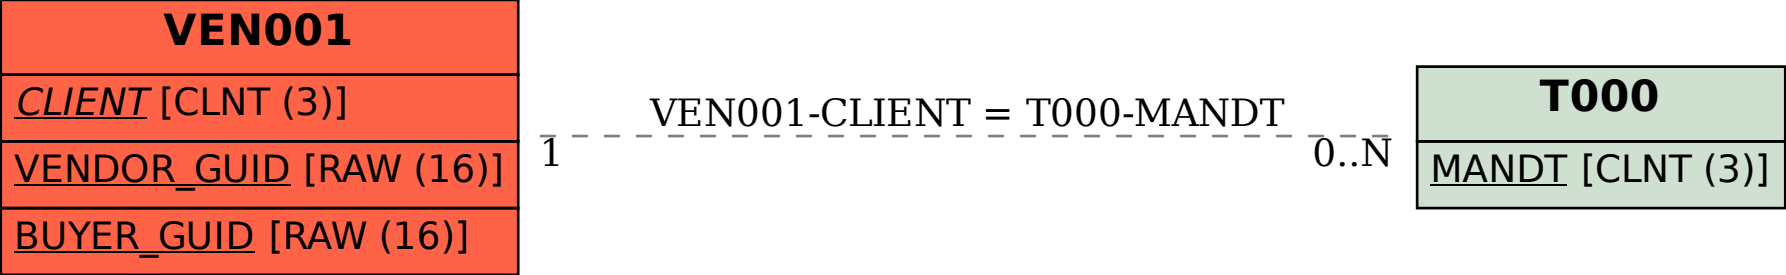 VEN001
CLIENT [CLNT (3)]
VENDOR_GUID [RAW (16)]
BUYER_GUID [RAW (16)]
VEN001-CLIENT = T000-MANDT
1
0..N
T000
MANDT [CLNT (3)]